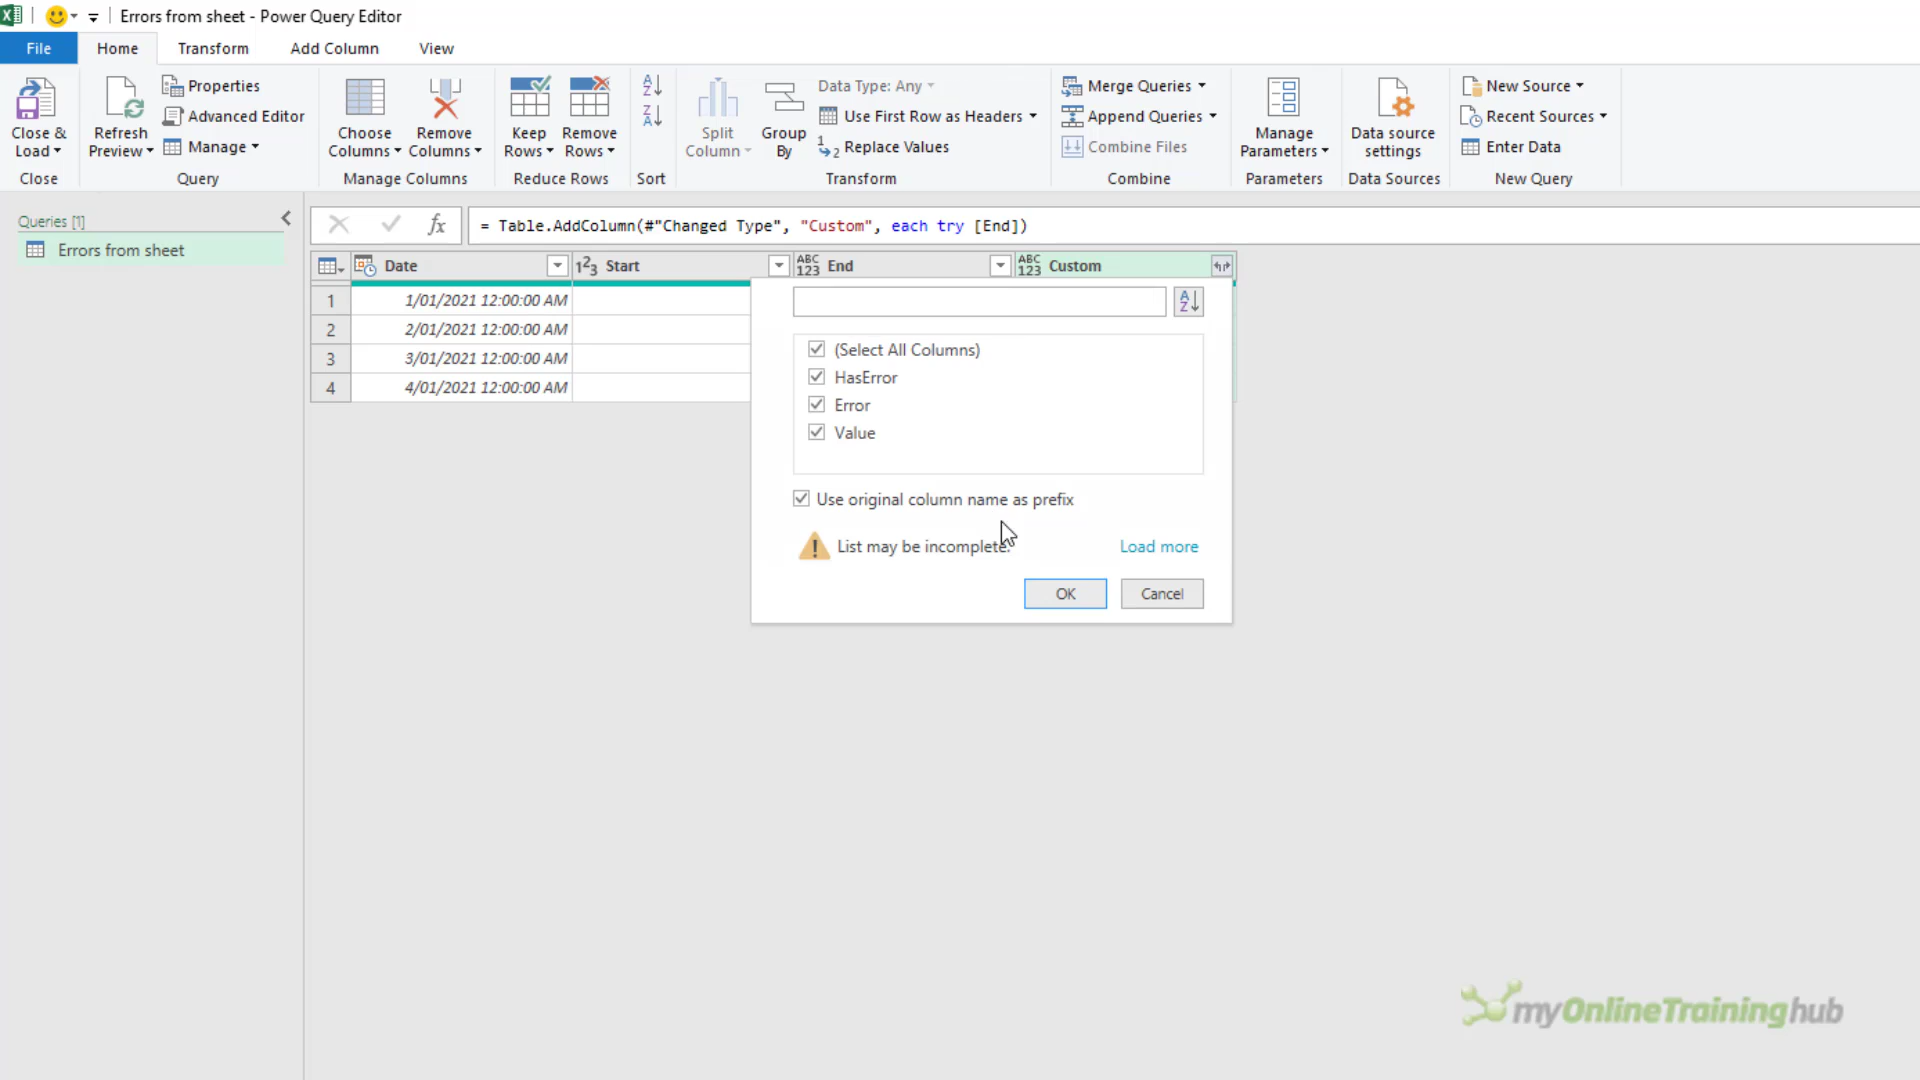 Errors from sheet - Power Query Editor
File Home Transform Add Column View
Close & Load
Close
Refresh Preview
Properties
Advanced Editor
Manage
Query
Choose Columns
Remove Columns
Manage Columns
Keep Rows
Remove Rows
Reduce Rows
Sort
Split Column
Group By
Data Type: Any
Use First Row as Headers
Replace Values
Transform
Merge Queries
Append Queries
Combine Files
Combine
Manage Parameters
Parameters
Data source settings
Data Sources
New Source
Recent Sources
Enter Data
New Query
Queries [1]
Errors from sheet
fx
= Table.AddColumn(#"Changed Type", "Custom", each try [End])
Date 123 Start ABC 123 End ABC 123 Custom
1 1/01/2021 12:00:00 AM
2 2/01/2021 12:00:00 AM
3 3/01/2021 12:00:00 AM
4 4/01/2021 12:00:00 AM
(Select All Columns)
HasError
Error
Value
Use original column name as prefix
List may be incomplete.
Load more
OK Cancel
myOnlineTraininghub